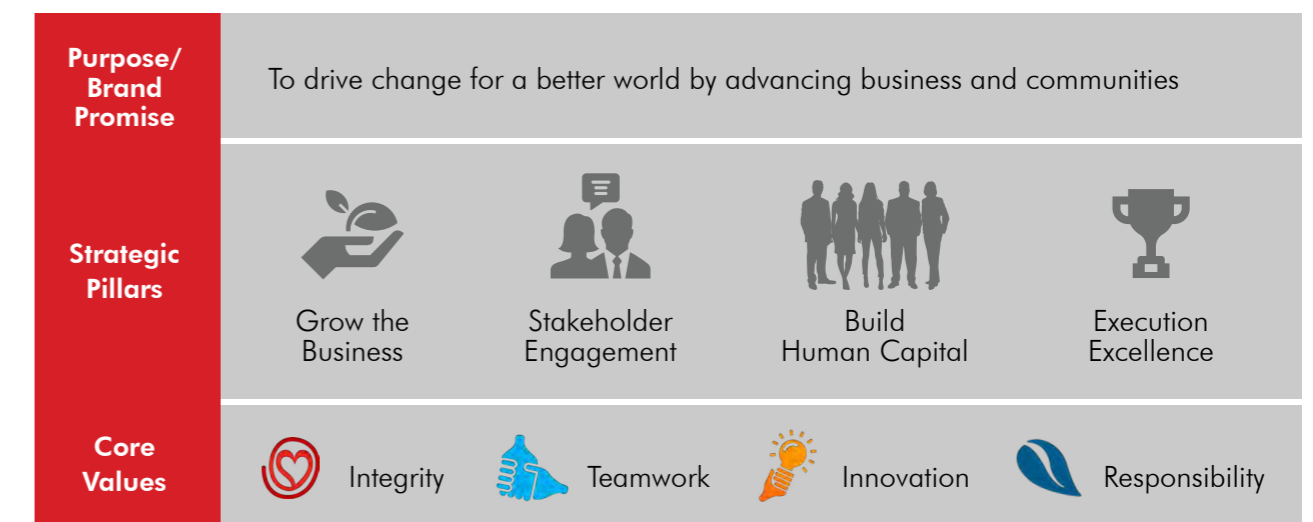 Purpose/
Brand
Promise
To drive change for a better world by advancing business and communities
Strategic
Pillars
Grow the
Business
Stakeholder
Engagement
Build
Human Capital
Execution
Excellence
Core
Values
Integrity
Teamwork
Innovation
Responsibility